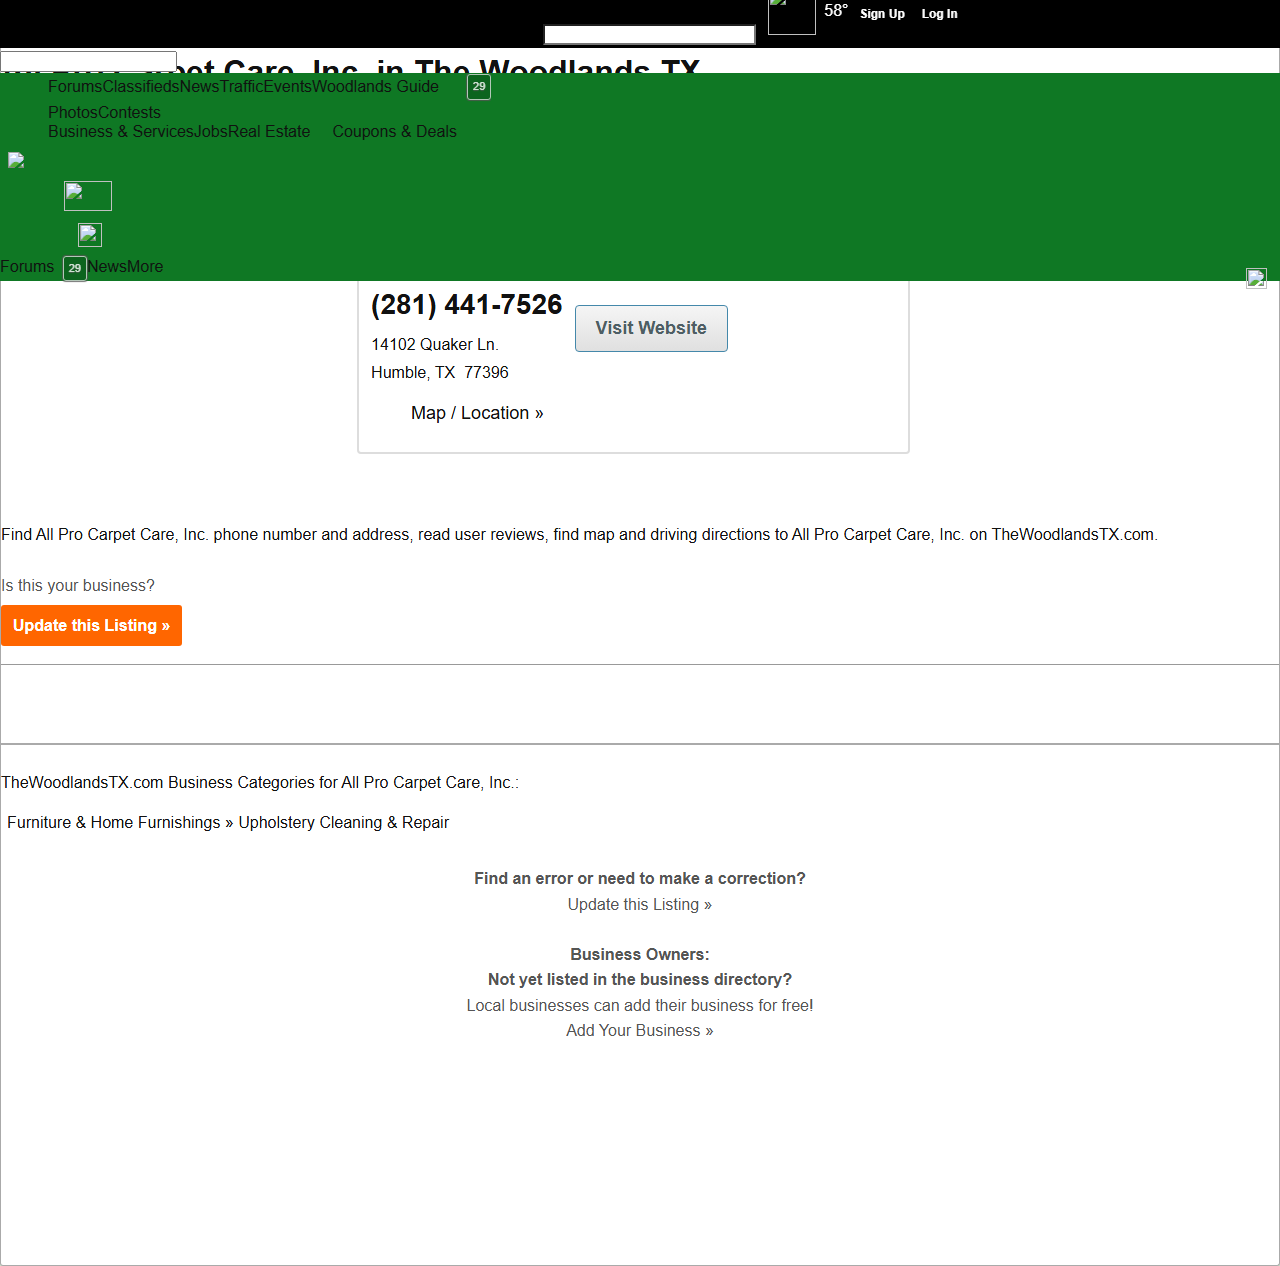 58°
Sign Up
Log In
Carpet Care, Inc. in The Woodlands TX
ForumsClassifiedsNewsTrafficEventsWoodlands Guide 29
PhotosContests
Business & ServicesJobsReal Estate Coupons & Deals
Forums 29 NewsMore
(281) 441-7526
Visit Website
14102 Quaker Ln.
Humble, TX  77396
Map / Location »
Find All Pro Carpet Care, Inc. phone number and address, read user reviews, find map and driving directions to All Pro Carpet Care, Inc. on TheWoodlandsTX.com.
Is this your business?
Update this Listing »
TheWoodlandsTX.com Business Categories for All Pro Carpet Care, Inc.:
Furniture & Home Furnishings » Upholstery Cleaning & Repair
Find an error or need to make a correction?
Update this Listing »
Business Owners:
Not yet listed in the business directory?
Local businesses can add their business for free!
Add Your Business »